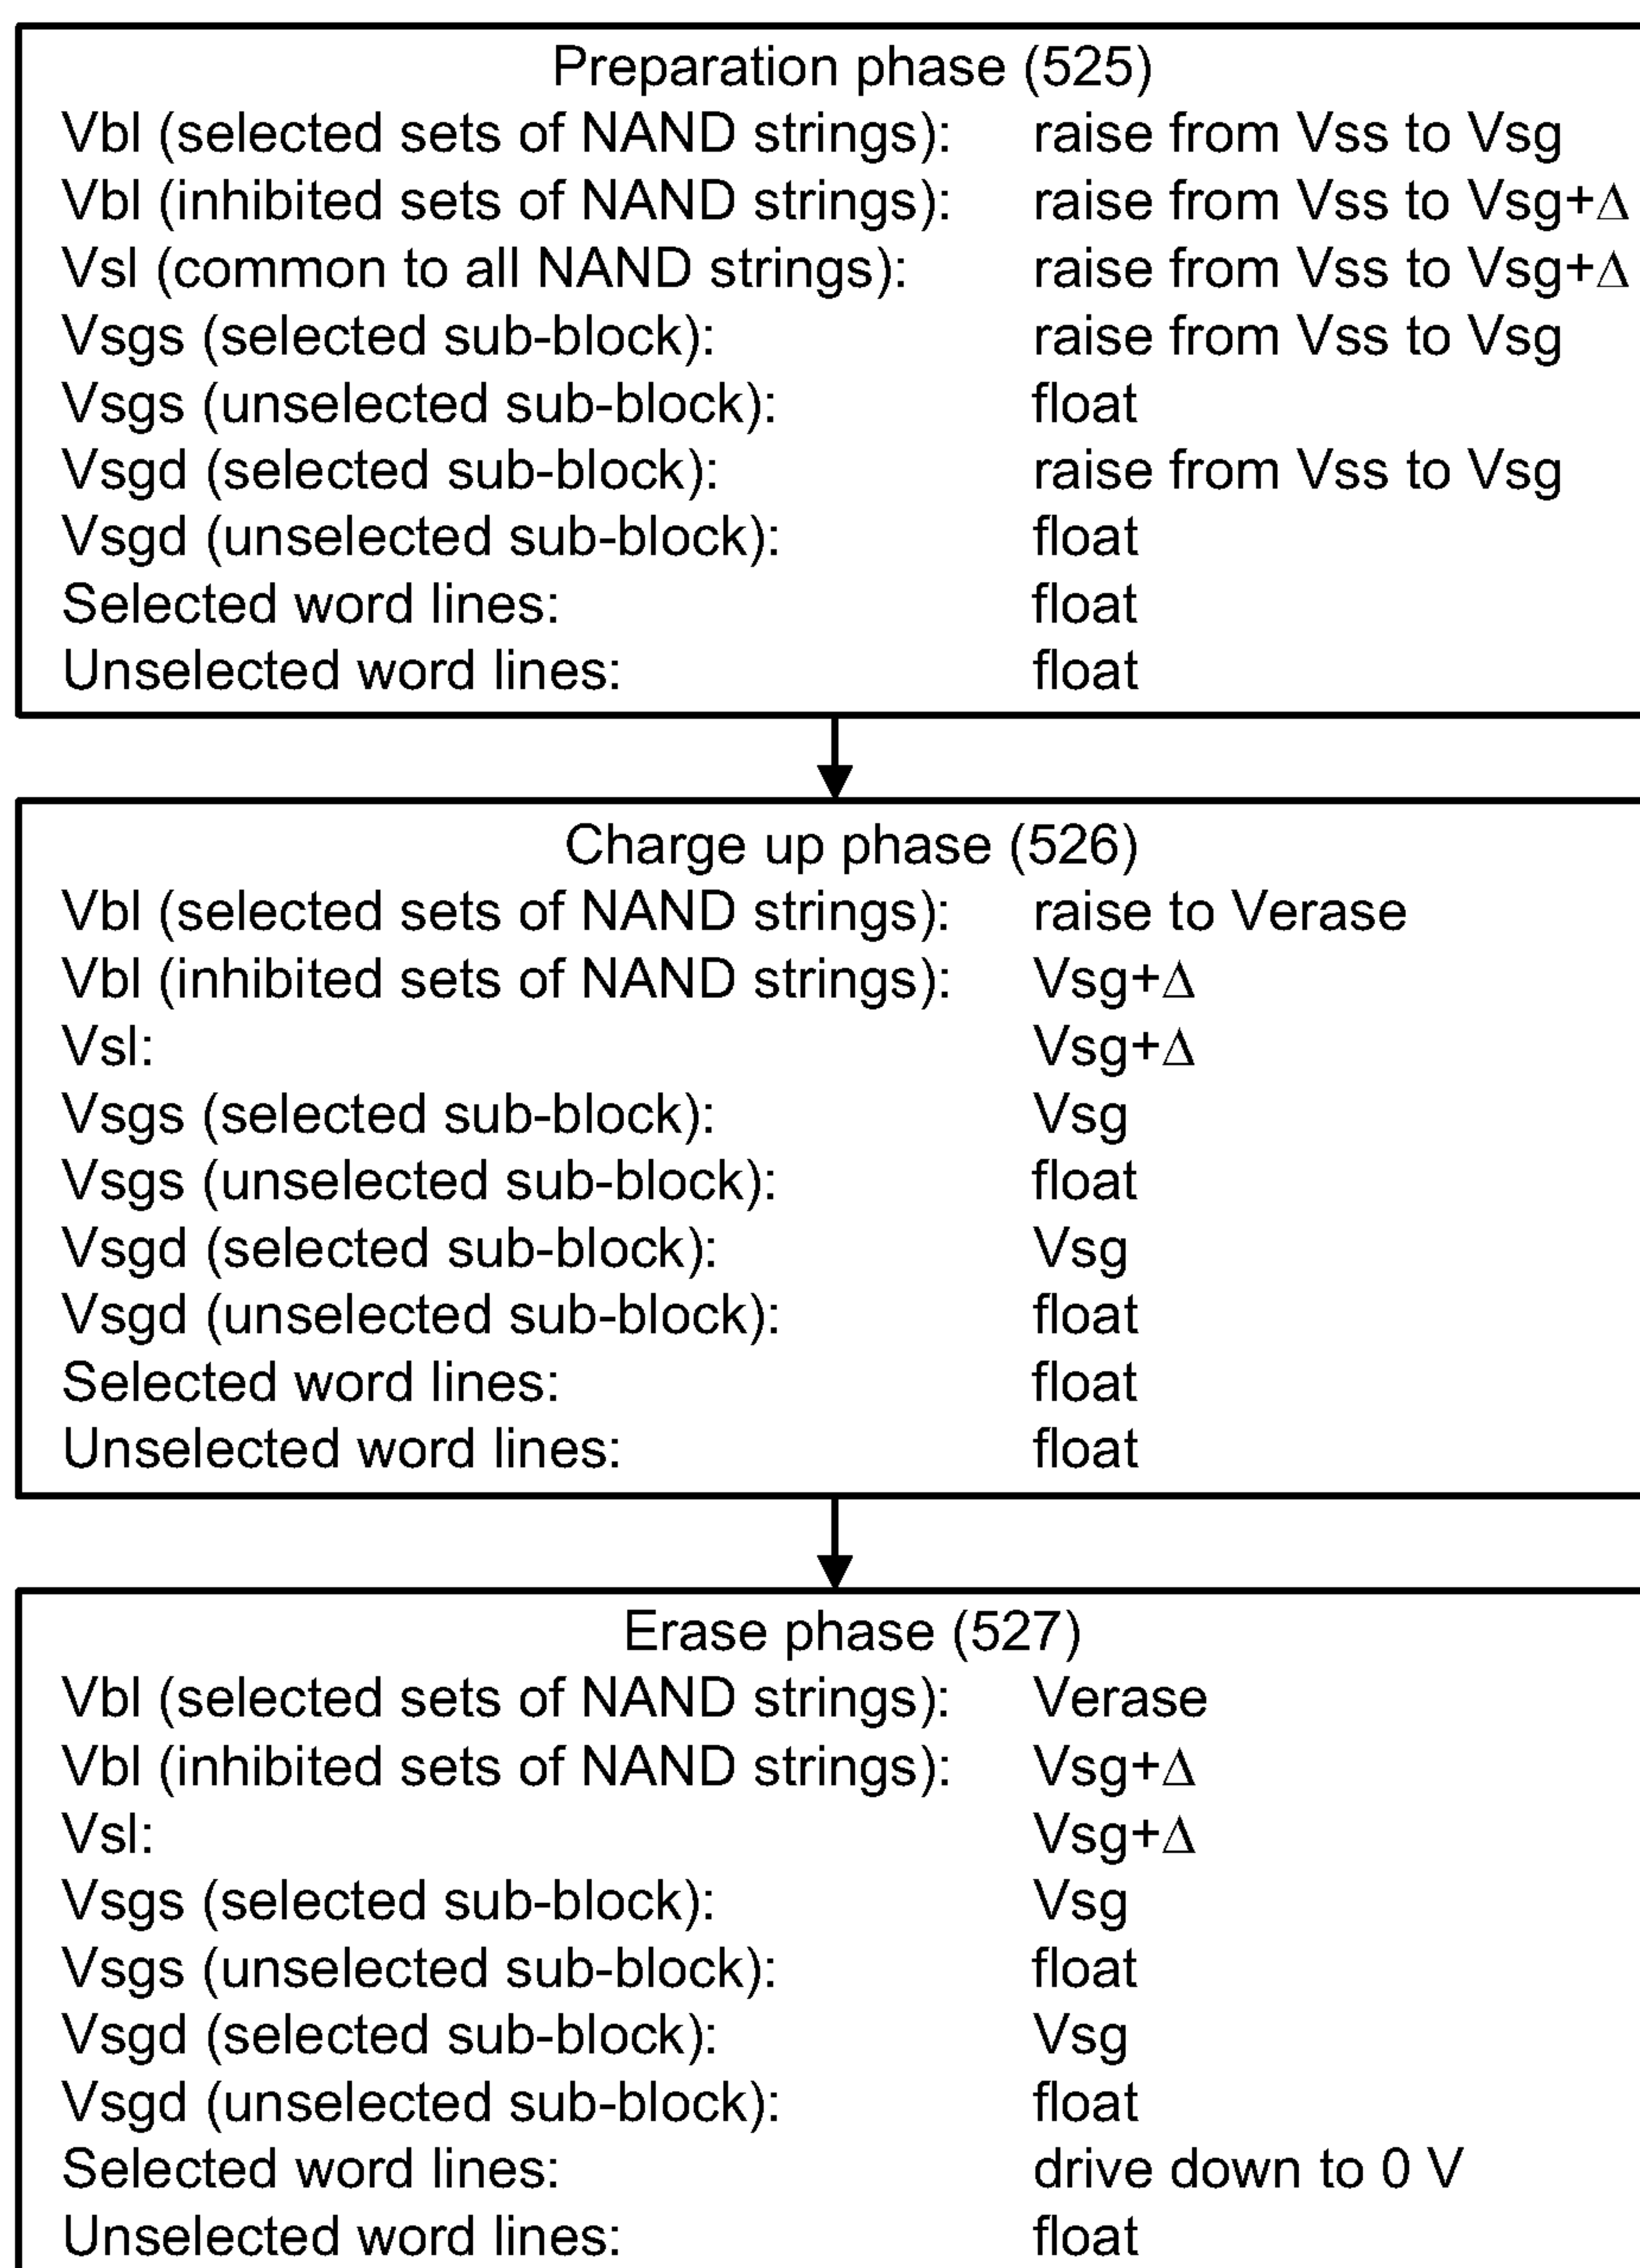 Preparation phase (525)
Vbl (selected sets of NAND strings): raise from Vss to Vsg
Vbl (inhibited sets of NAND strings): raise from Vss to Vsg+Δ
Vsl (common to all NAND strings): raise from Vss to Vsg+Δ
Vsgs (selected sub-block): raise from Vss to Vsg
Vsgs (unselected sub-block): float
Vsgd (selected sub-block): raise from Vss to Vsg
Vsgd (unselected sub-block): float
Selected word lines: float
Unselected word lines: float
Charge up phase (526)
Vbl (selected sets of NAND strings): raise to Verase
Vbl (inhibited sets of NAND strings): Vsg+Δ
Vsl: Vsg+Δ
Vsgs (selected sub-block): Vsg
Vsgs (unselected sub-block): float
Vsgd (selected sub-block): Vsg
Vsgd (unselected sub-block): float
Selected word lines: float
Unselected word lines: float
Erase phase (527)
Vbl (selected sets of NAND strings): Verase
Vbl (inhibited sets of NAND strings): Vsg+Δ
Vsl: Vsg+Δ
Vsgs (selected sub-block): Vsg
Vsgs (unselected sub-block): float
Vsgd (selected sub-block): Vsg
Vsgd (unselected sub-block): float
Selected word lines: drive down to 0 V
Unselected word lines: float